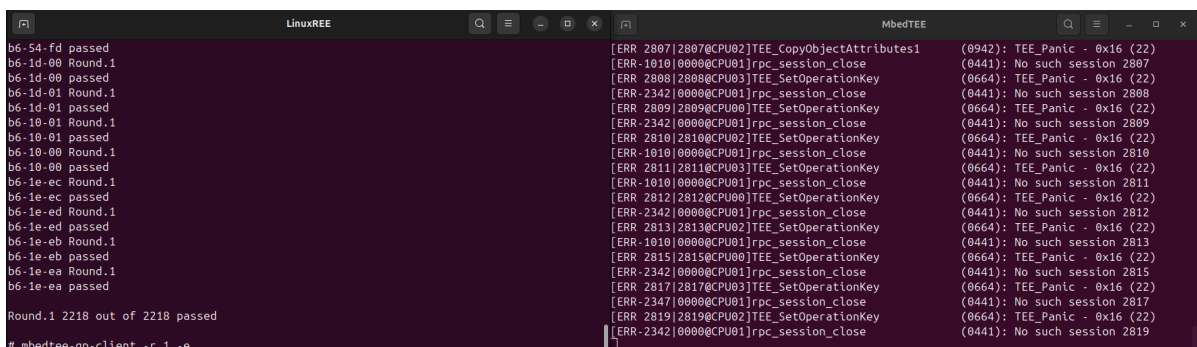 LinuxREE
b6-54-fd passed
b6-1d-00 Round.1
b6-1d-00 passed
b6-1d-01 Round.1
b6-1d-01 passed
b6-10-01 Round.1
b6-10-01 passed
b6-10-00 Round.1
b6-10-00 passed
b6-1e-ec Round.1
b6-1e-ec passed
b6-1e-ed Round.1
b6-1e-ed passed
b6-1e-eb Round.1
b6-1e-eb passed
b6-1e-ea Round.1
b6-1e-ea passed
Round.1 2218 out of 2218 passed
# mbedtee-gp-client -r 1 -e
MbedTEE
[ERR 2807|2807@CPU02]TEE_CopyObjectAttributes1 (0942): TEE_Panic - 0x16 (22)
[ERR-1010|0000@CPU01]rpc_session_close (0441): No such session 2807
[ERR 2808|2808@CPU03]TEE_SetOperationKey (0664): TEE_Panic - 0x16 (22)
[ERR-2342|0000@CPU01]rpc_session_close (0441): No such session 2808
[ERR 2809|2809@CPU00]TEE_SetOperationKey (0664): TEE_Panic - 0x16 (22)
[ERR-2342|0000@CPU01]rpc_session_close (0441): No such session 2809
[ERR 2810|2810@CPU02]TEE_SetOperationKey (0664): TEE_Panic - 0x16 (22)
[ERR-1010|0000@CPU01]rpc_session_close (0441): No such session 2810
[ERR 2811|2811@CPU03]TEE_SetOperationKey (0664): TEE_Panic - 0x16 (22)
[ERR-1010|0000@CPU01]rpc_session_close (0441): No such session 2811
[ERR 2812|2812@CPU00]TEE_SetOperationKey (0664): TEE_Panic - 0x16 (22)
[ERR-2342|0000@CPU01]rpc_session_close (0441): No such session 2812
[ERR 2813|2813@CPU02]TEE_SetOperationKey (0664): TEE_Panic - 0x16 (22)
[ERR-1010|0000@CPU01]rpc_session_close (0441): No such session 2813
[ERR 2815|2815@CPU00]TEE_SetOperationKey (0664): TEE_Panic - 0x16 (22)
[ERR-2342|0000@CPU01]rpc_session_close (0441): No such session 2815
[ERR 2817|2817@CPU03]TEE_SetOperationKey (0664): TEE_Panic - 0x16 (22)
[ERR-2347|0000@CPU01]rpc_session_close (0441): No such session 2817
[ERR 2819|2819@CPU02]TEE_SetOperationKey (0664): TEE_Panic - 0x16 (22)
[ERR-2342|0000@CPU01]rpc_session_close (0441): No such session 2819